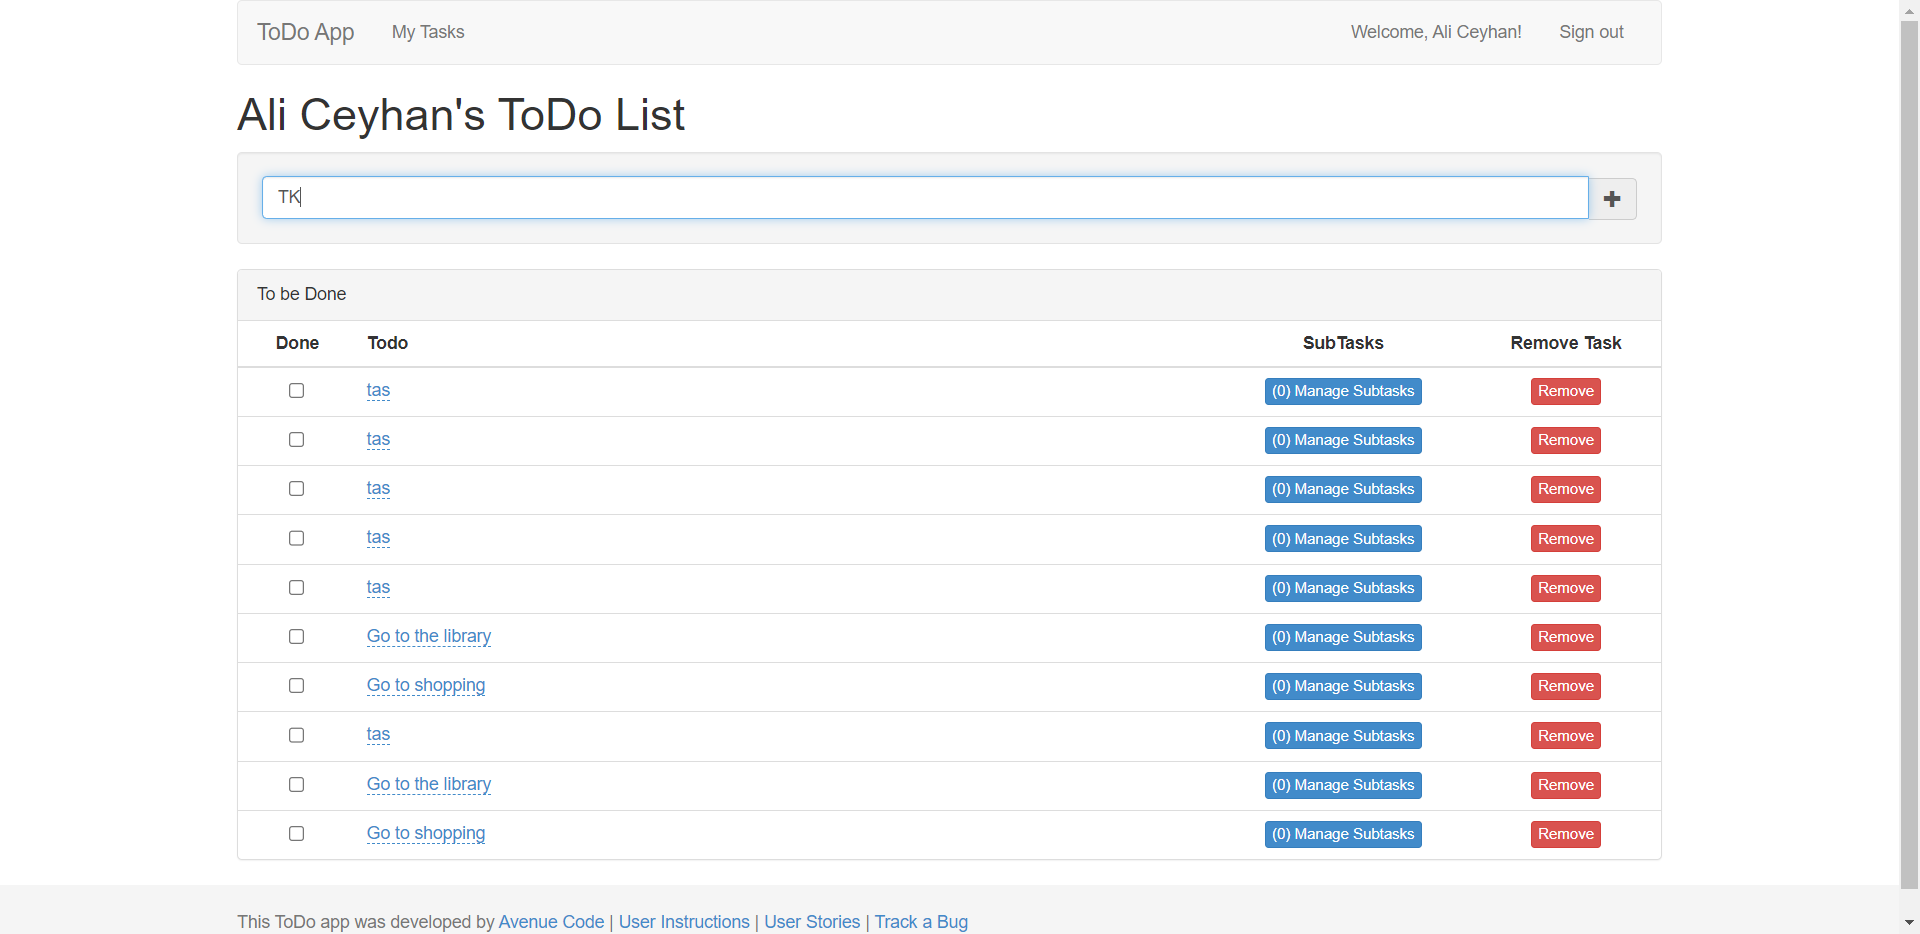 ToDo App My Tasks Welcome, Ali Ceyhan! Sign out
Ali Ceyhan's ToDo List
TK
To be Done
Done Todo SubTasks Remove Task
tas (0) Manage Subtasks Remove
tas (0) Manage Subtasks Remove
tas (0) Manage Subtasks Remove
tas (0) Manage Subtasks Remove
tas (0) Manage Subtasks Remove
Go to the library (0) Manage Subtasks Remove
Go to shopping (0) Manage Subtasks Remove
tas (0) Manage Subtasks Remove
Go to the library (0) Manage Subtasks Remove
Go to shopping (0) Manage Subtasks Remove
This ToDo app was developed by Avenue Code | User Instructions | User Stories | Track a Bug